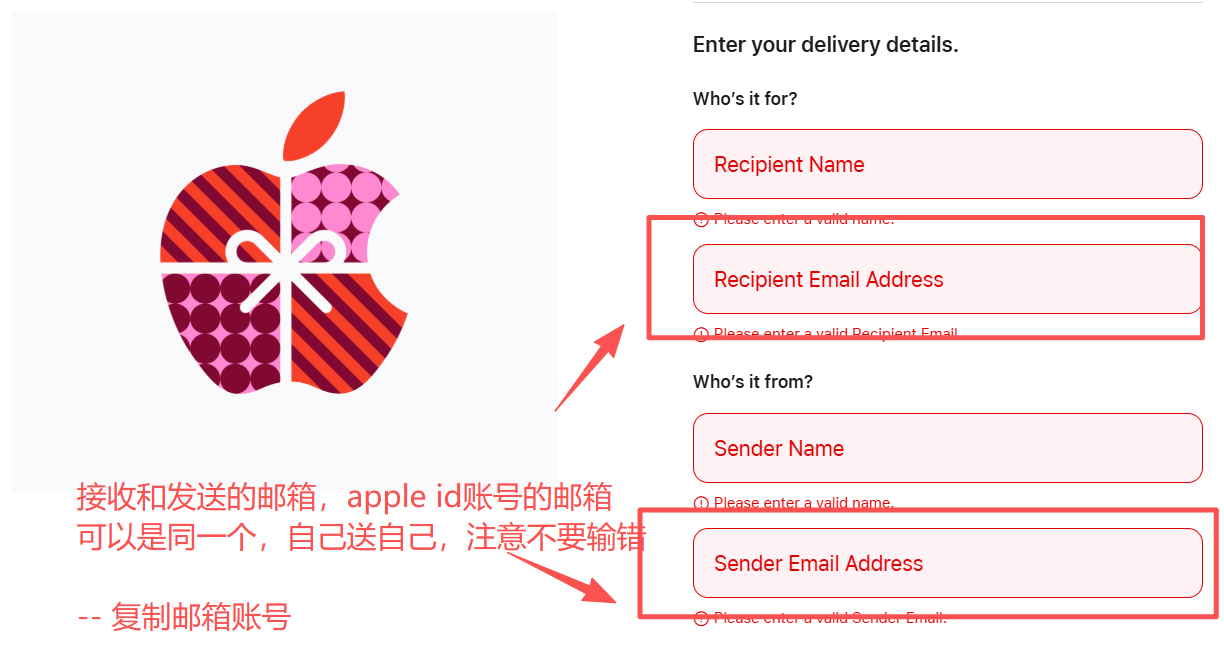 Enter your delivery details.
Who's it for?
Recipient Name
Please enter a valid name.
Recipient Email Address
Please enter a valid Recipient Email.
Who's it from?
Sender Name
Please enter a valid name.
Sender Email Address
Please enter a valid Sender Email.
接收和发送的邮箱，apple id账号的邮箱
可以是同一个，自己送自己，注意不要输错
-- 复制邮箱账号